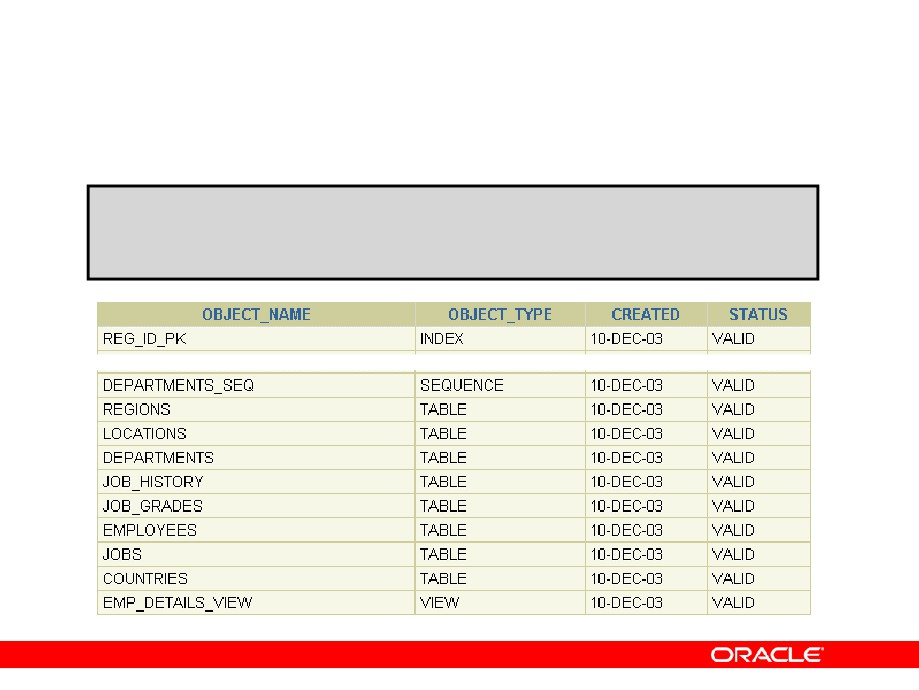 OBJECT_NAME OBJECT_TYPE CREATED STATUS
REG_ID_PK INDEX 10-DEC-03 VALID
DEPARTMENTS_SEQ SEQUENCE 10-DEC-03 VALID
REGIONS TABLE 10-DEC-03 VALID
LOCATIONS TABLE 10-DEC-03 VALID
DEPARTMENTS TABLE 10-DEC-03 VALID
JOB_HISTORY TABLE 10-DEC-03 VALID
JOB_GRADES TABLE 10-DEC-03 VALID
EMPLOYEES TABLE 10-DEC-03 VALID
JOBS TABLE 10-DEC-03 VALID
COUNTRIES TABLE 10-DEC-03 VALID
EMP_DETAILS_VIEW VIEW 10-DEC-03 VALID
ORACLE